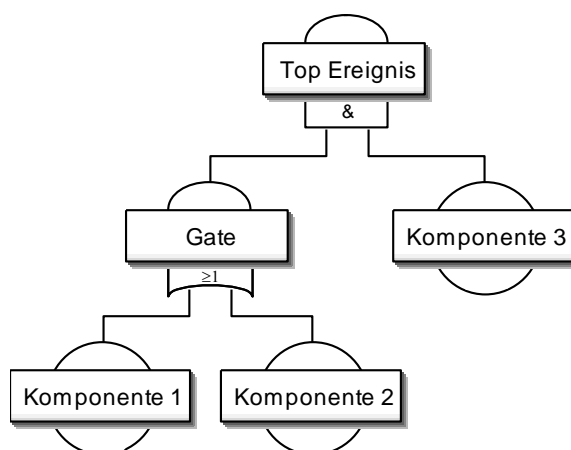 Top Ereignis
&
Gate
Komponente 3
≥1
Komponente 1
Komponente 2